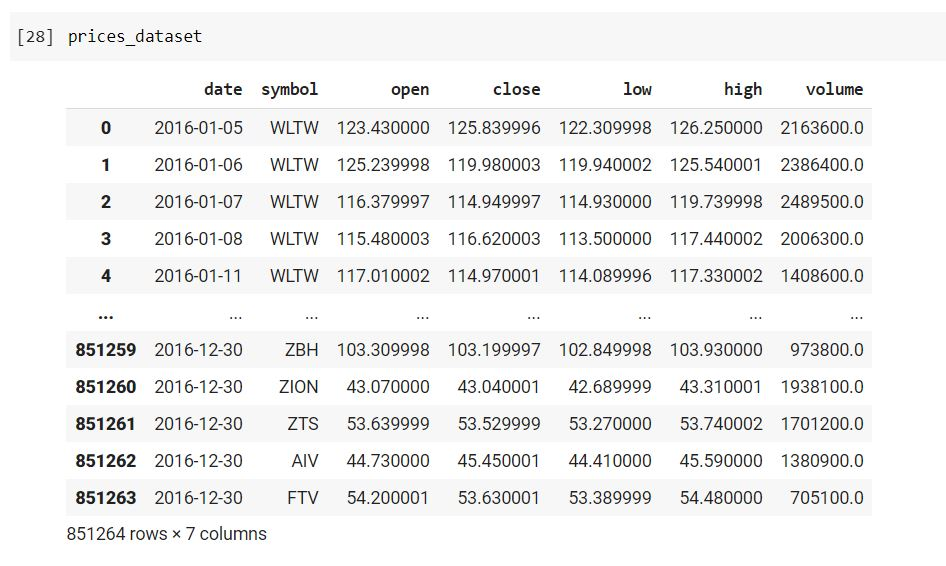 [28] prices_dataset
date symbol open close low high volume
0 2016-01-05 WLTW 123.430000 125.839996 122.309998 126.250000 2163600.0
1 2016-01-06 WLTW 125.239998 119.980003 119.940002 125.540001 2386400.0
2 2016-01-07 WLTW 116.379997 114.949997 114.930000 119.739998 2489500.0
3 2016-01-08 WLTW 115.480003 116.620003 113.500000 117.440002 2006300.0
4 2016-01-11 WLTW 117.010002 114.970001 114.089996 117.330002 1408600.0
... ... ... ... ... ... ... ...
851259 2016-12-30 ZBH 103.309998 103.199997 102.849998 103.930000 973800.0
851260 2016-12-30 ZION 43.070000 43.040001 42.689999 43.310001 1938100.0
851261 2016-12-30 ZTS 53.639999 53.529999 53.270000 53.740002 1701200.0
851262 2016-12-30 AIV 44.730000 45.450001 44.410000 45.590000 1380900.0
851263 2016-12-30 FTV 54.200001 53.630001 53.389999 54.480000 705100.0
851264 rows × 7 columns